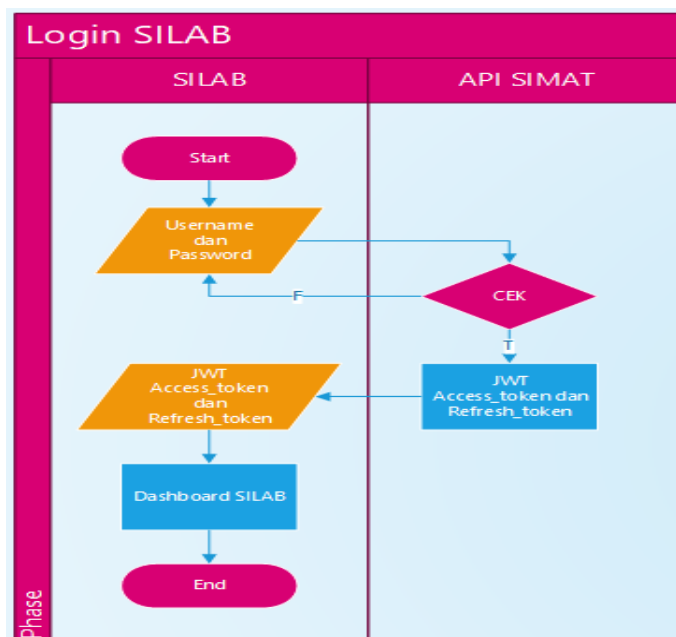 Login SILAB
SILAB
API SIMAT
Start
Username
dan
Password
CEK
F
T
JWT
Access_token
dan
Refresh_token
JWT
Access_token dan
Refresh_token
Dashboard SILAB
End
Phase